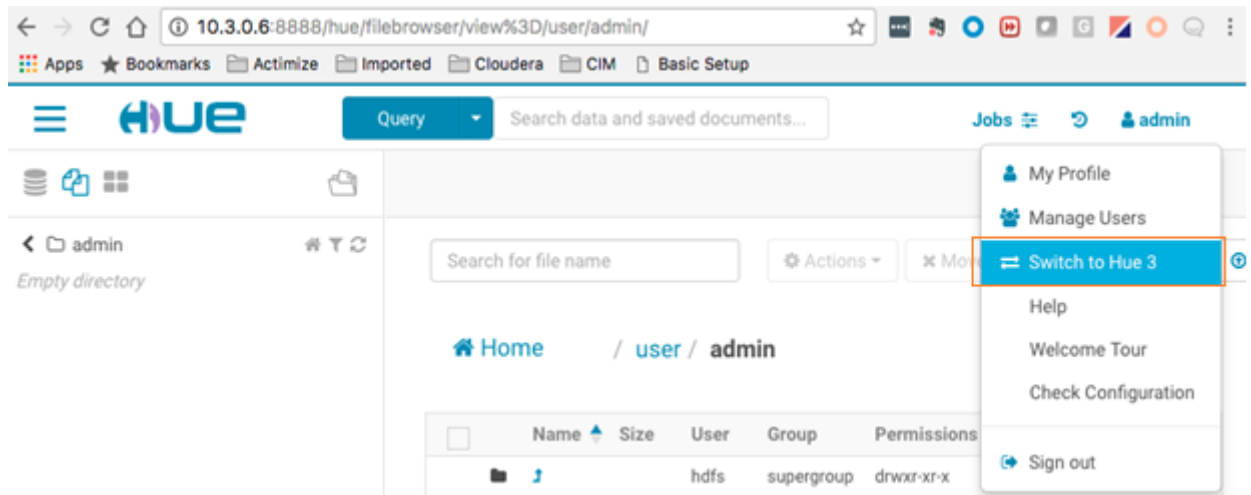 10.3.0.6:8888/hue/filebrowser/view%3D/user/admin/
Apps Bookmarks Actimize Imported Cloudera CIM Basic Setup
HUE Query Search data and saved documents... Jobs admin
My Profile
Manage Users
admin
Search for file name Actions Mov Switch to Hue 3
Empty directory
Help
Home / user / admin
Welcome Tour
Check Configuration
Name Size User Group Permissions
Sign out
hdfs supergroup drwxr-xr-x